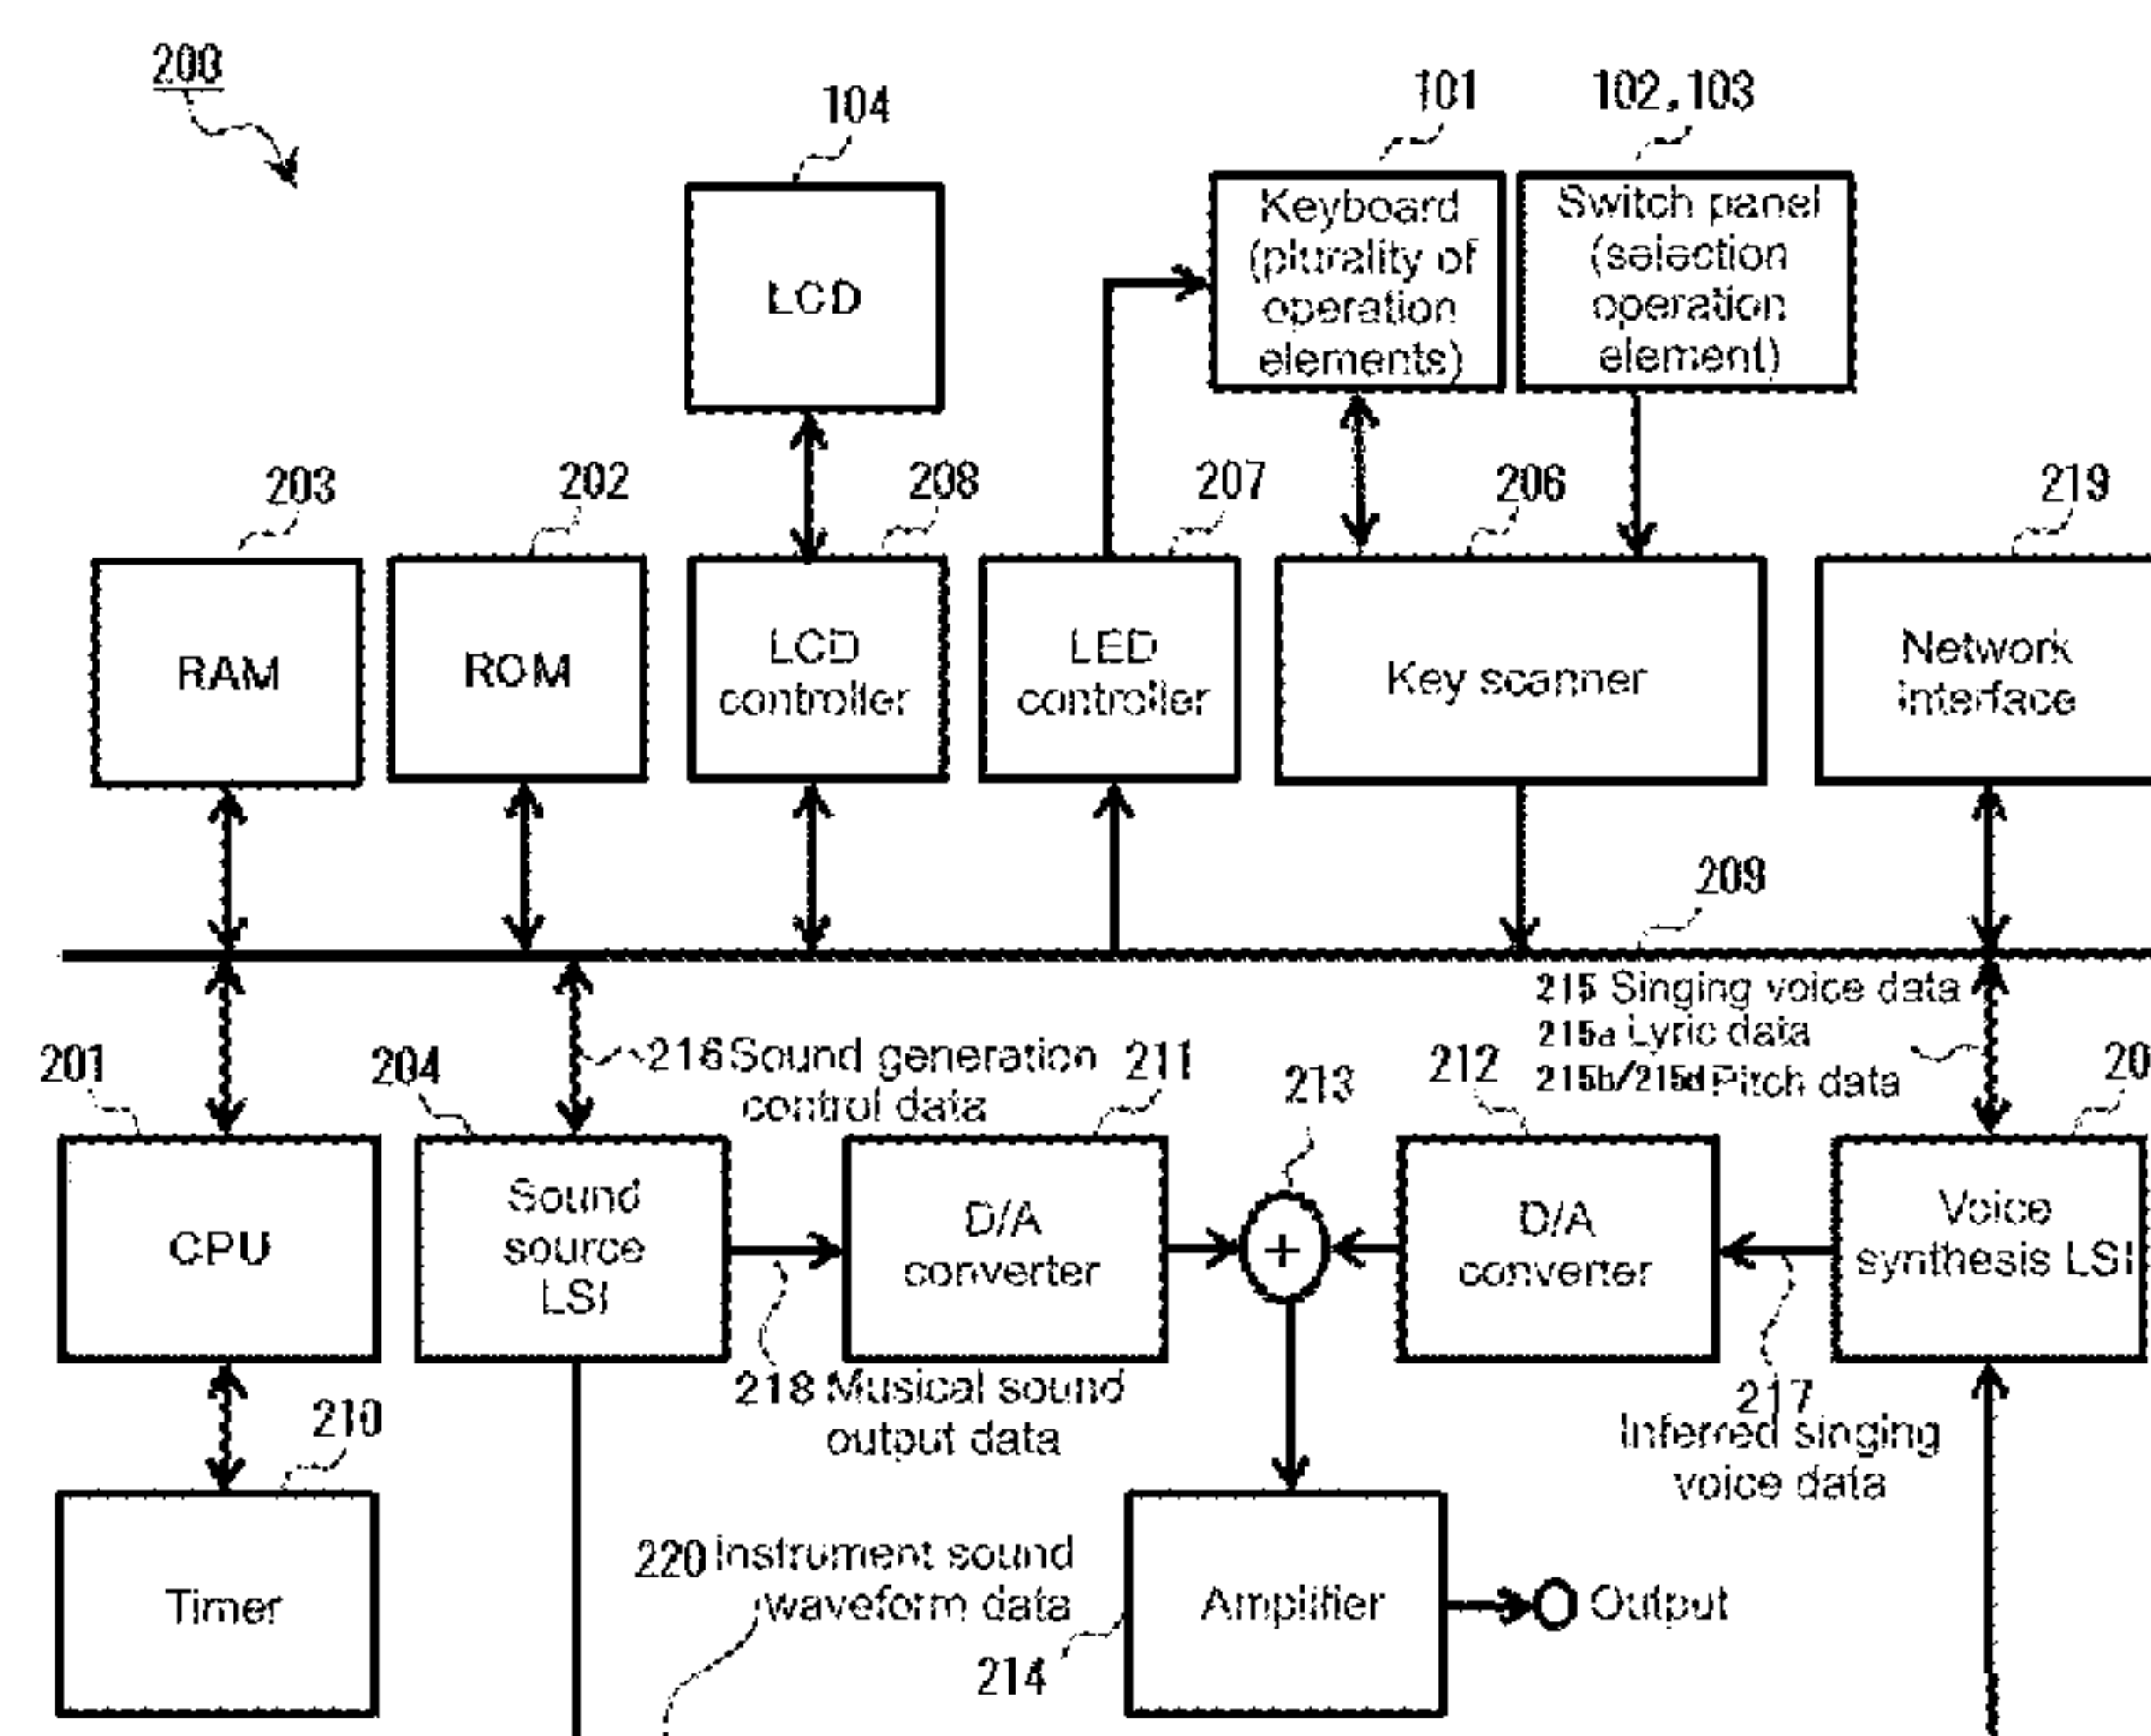 200
104
101
102,103
LCD
Keyboard
(plurality of
operation
elements)
Switch panel
(selection
operation
element)
203
202
208
207
206
219
RAM
ROM
LCD
controller
LED
controller
Key scanner
Network
interface
209
215 Singing voice data
215a Lyric data
215b/215d Pitch data
201
204
216 Sound generation
control data
211
213
212
20
CPU
Sound
source
LSI
D/A
converter
+
D/A
converter
Voice
synthesis LSI
218 Musical sound
output data
217
Inferred singing
voice data
210
Timer
220 Instrument sound
waveform data
214
Amplifier
Output